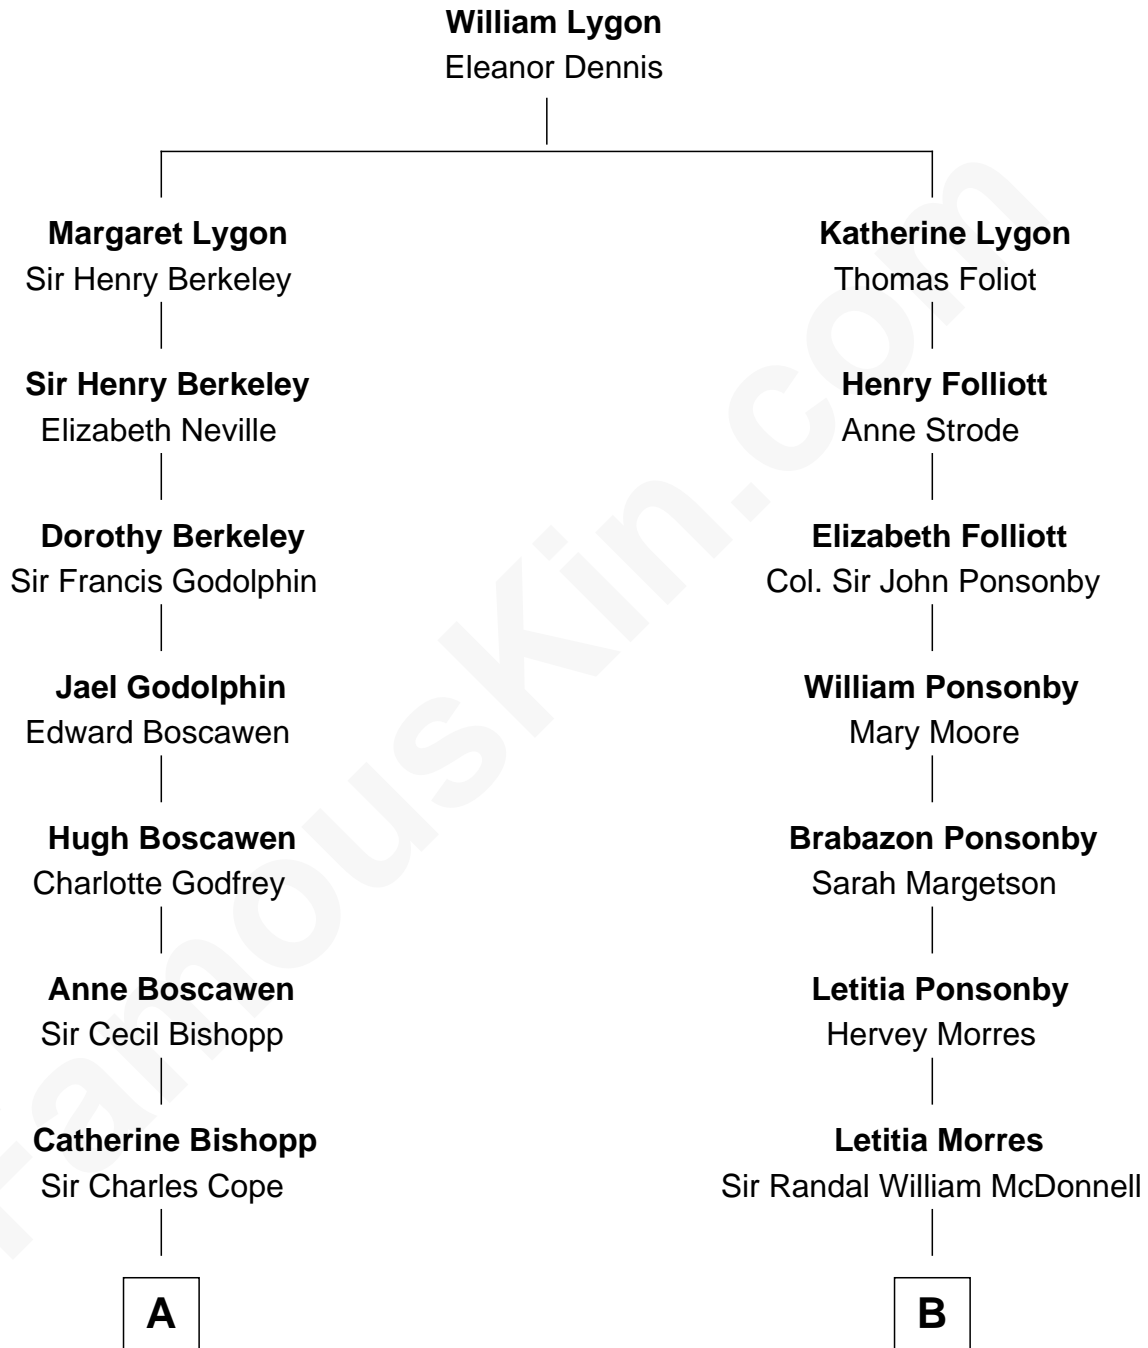 William Lygon
Eleanor Dennis
Margaret Lygon
Sir Henry Berkeley
Katherine Lygon
Thomas Foliot
Sir Henry Berkeley
Elizabeth Neville
Henry Folliott
Anne Strode
Dorothy Berkeley
Sir Francis Godolphin
Elizabeth Folliott
Col. Sir John Ponsonby
Jael Godolphin
Edward Boscawen
William Ponsonby
Mary Moore
Hugh Boscawen
Charlotte Godfrey
Brabazon Ponsonby
Sarah Margetson
Anne Boscawen
Sir Cecil Bishopp
Letitia Ponsonby
Hervey Morres
Catherine Bishopp
Sir Charles Cope
Letitia Morres
Sir Randal William McDonnell
A
B
FamousKin.com